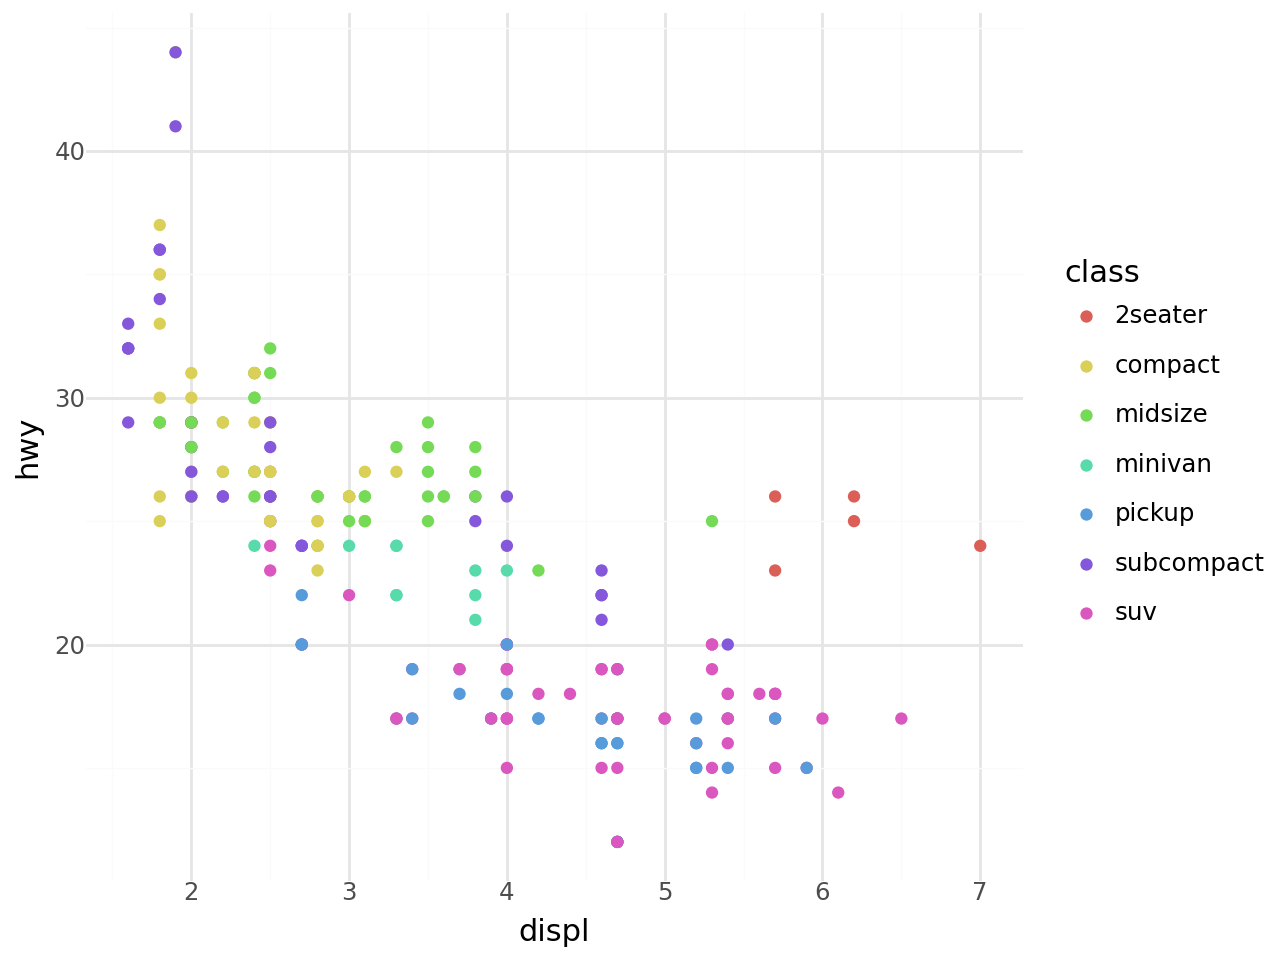 40
30
20
hwy
2
3
4
5
6
7
displ
class
2seater
compact
midsize
minivan
pickup
subcompact
suv